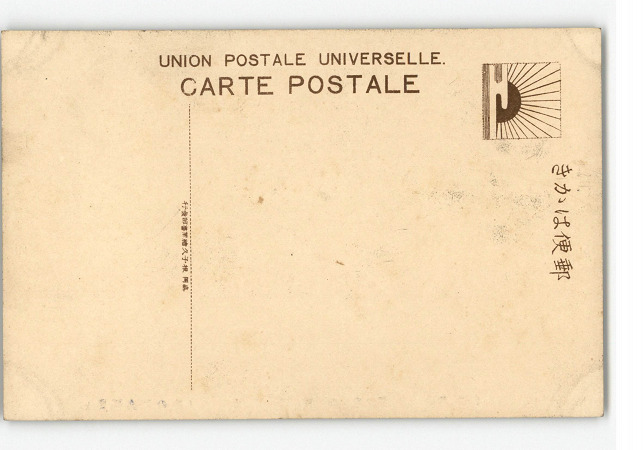 UNION POSTALE UNIVERSELLE.
CARTE POSTALE
きかは便郵